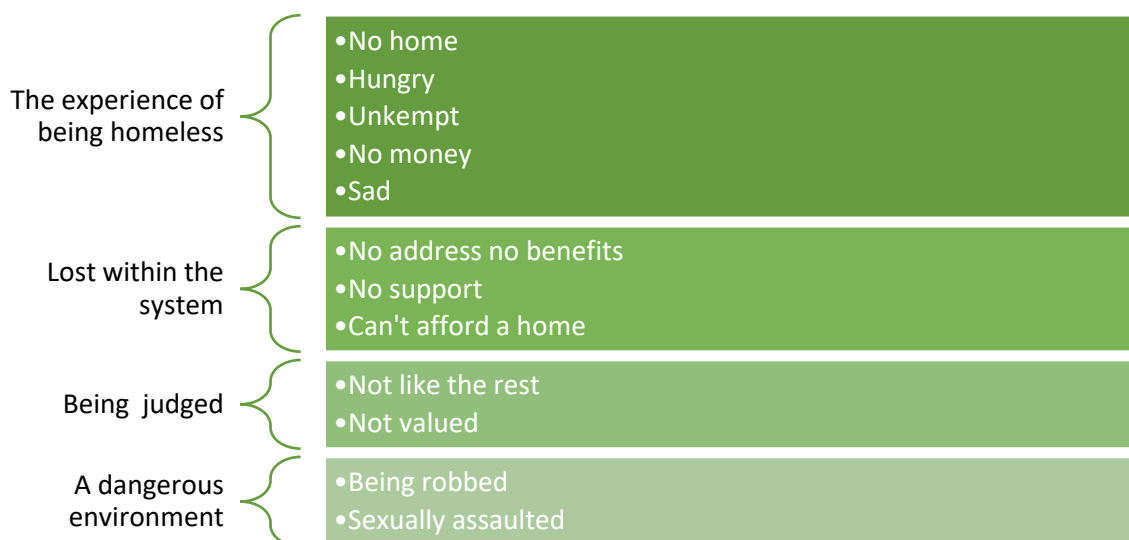 The experience of
being homeless
•No home
•Hungry
•Unkempt
•No money
•Sad
Lost within the
system
•No address no benefits
•No support
•Can't afford a home
Being judged
•Not like the rest
•Not valued
A dangerous
environment
•Being robbed
•Sexually assaulted